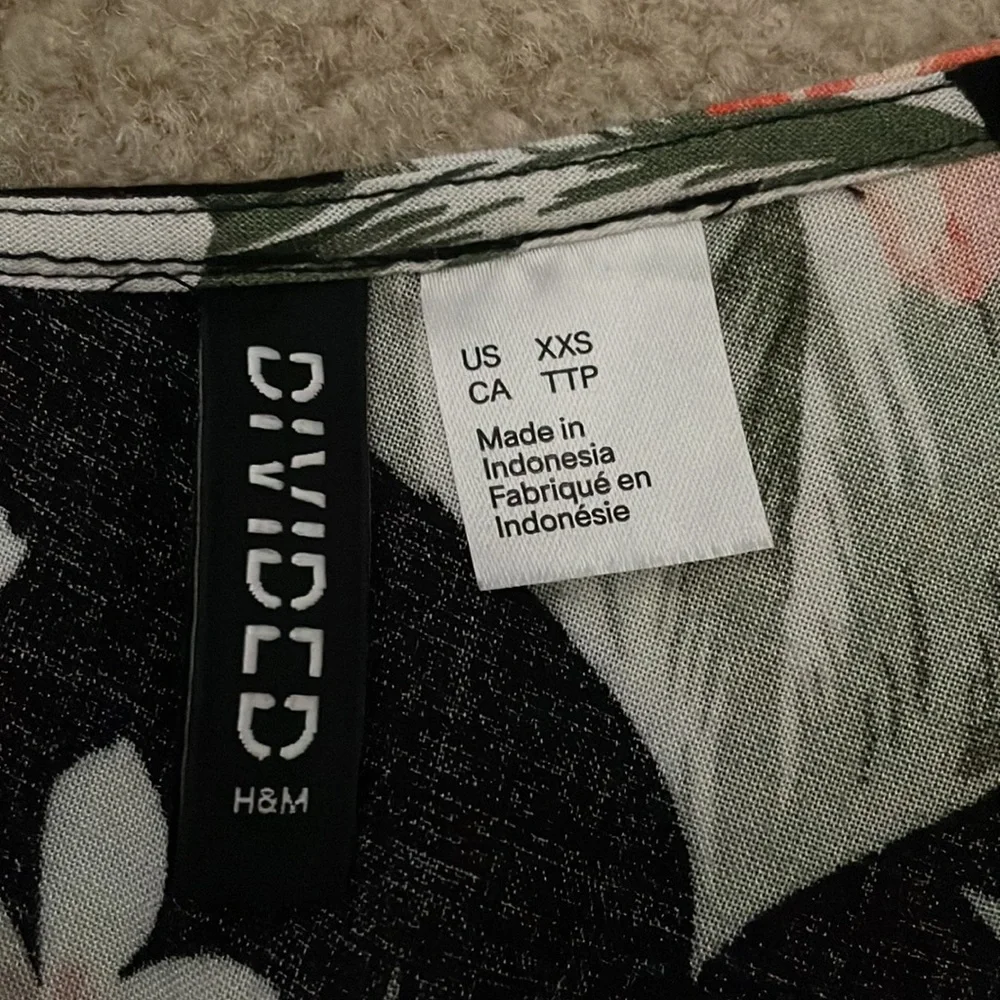 DIVIDED
H&M
US XXS
CA TTP
Made in
Indonesia
Fabriqué en
Indonésie